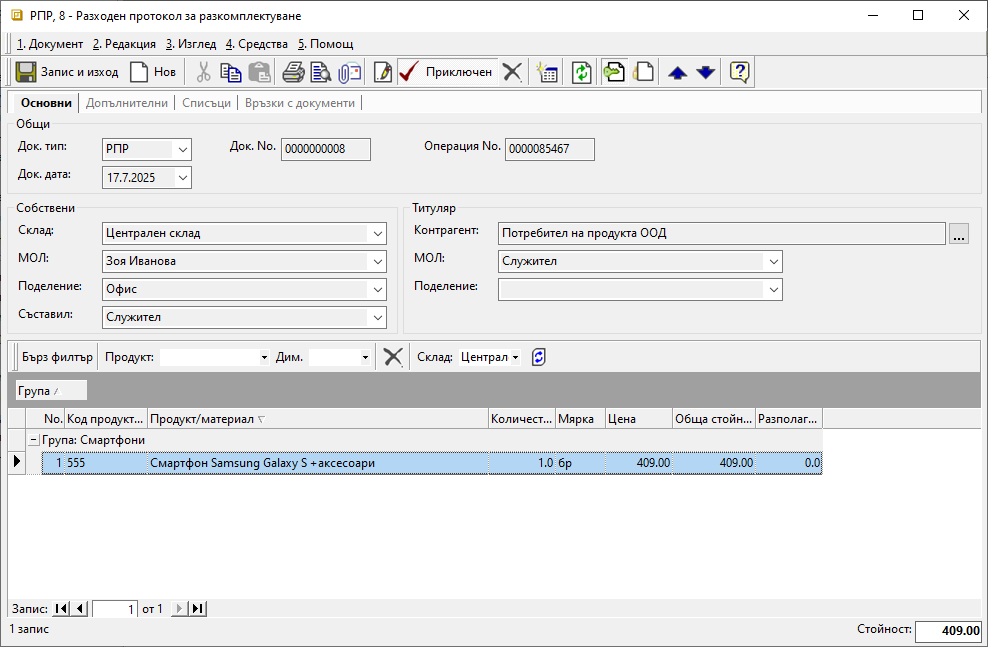 РПР, 8 - Разходен протокол за разкомплектуване
1. Документ 2. Редакция 3. Изглед 4. Средства 5. Помощ
Запис и изход Нов Приключен
Основни Допълнителни Списъци Връзки с документи
Общи
Док. тип: РПР Док. No. 0000000008 Операция No. 0000085467
Док. дата: 17.7.2025
Собствени Титуляр
Склад: Централен склад Контрагент: Потребител на продукта ООД ...
МОЛ: Зоя Иванова МОЛ: Служител
Поделение: Офис Поделение:
Съставил: Служител
Бърз филтър Продукт: Дим. Склад: Централ
Група
No. Код продукт... Продукт/материал Количест... Мярка Цена Обща стойн... Разполаг...
Група: Смартфони
1 555 Смартфон Samsung Galaxy S +аксесоари 1.0 бр 409.00 409.00 0.0
Запис: 1 от 1
1 запис Стойност: 409.00